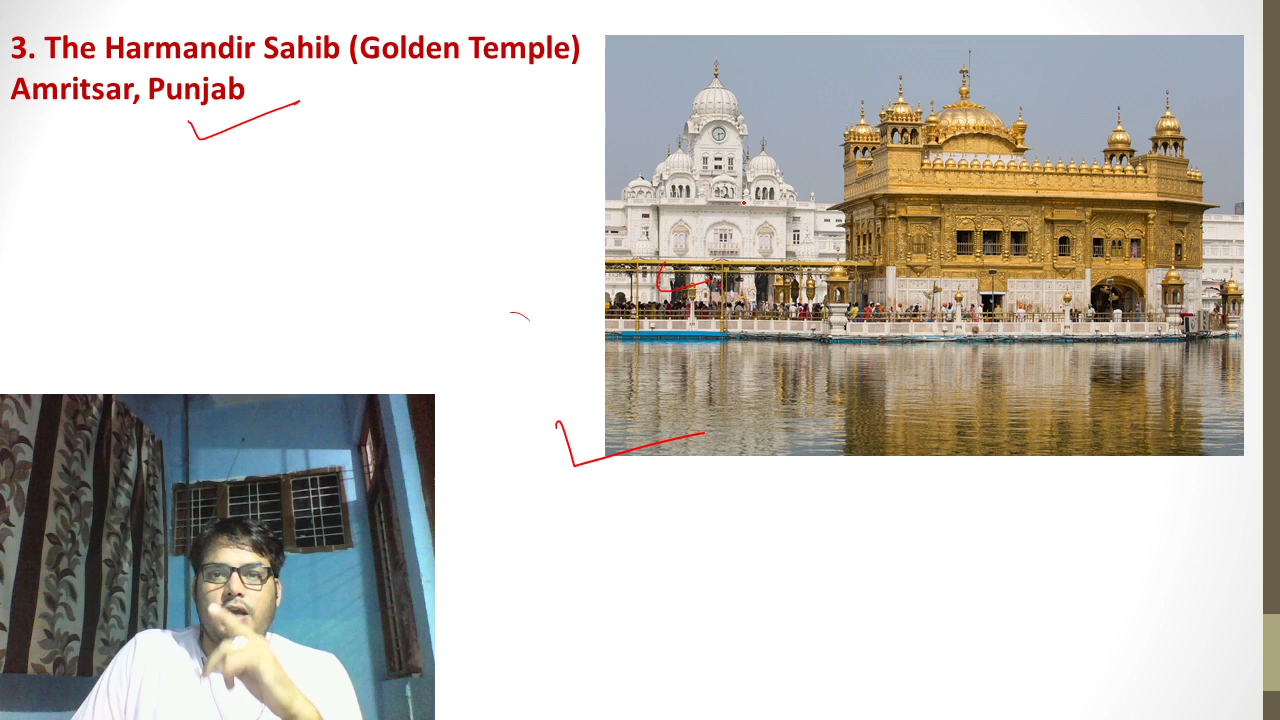 3. The Harmandir Sahib (Golden Temple)
Amritsar, Punjab